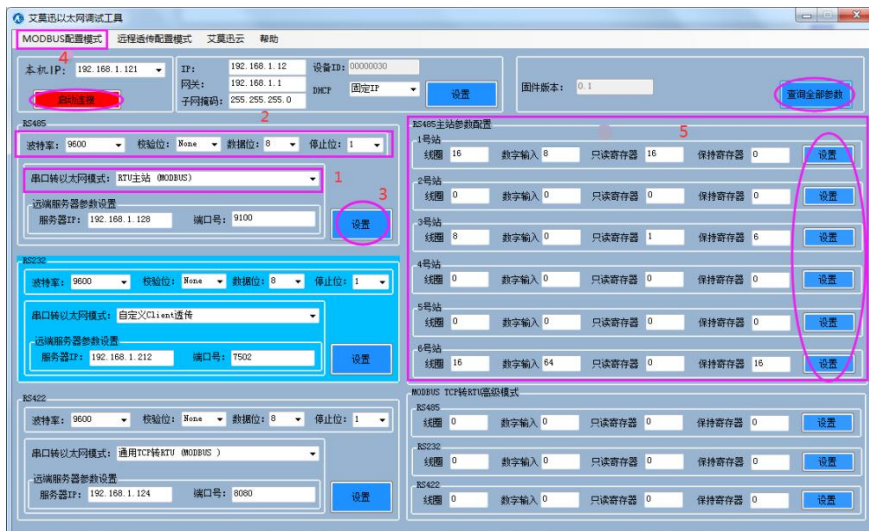 艾莫迅以太网调试工具
MODBUS配置模式 远程透传配置模式 艾莫迅云 帮助
4
本机IP: 192.168.1.121
启动连接
IP: 192.168.1.12 设备ID: 00000030
网关: 192.168.1.1 DHCP 固定IP 设置
子网掩码: 255.255.255.0
固件版本: 0.1 查询全部参数
RS485
2
波特率: 9600 校验位: None 数据位: 8 停止位: 1
串口转以太网模式: RTU主站 (MODBUS)
1
远端服务器参数设置
3
服务器IP: 192.168.1.128 端口号: 9100 设置
RS232
波特率: 9600 校验位: None 数据位: 8 停止位: 1
串口转以太网模式: 自定义Client透传
远端服务器参数设置
服务器IP: 192.168.1.212 端口号: 7502 设置
RS422
波特率: 9600 校验位: None 数据位: 8 停止位: 1
串口转以太网模式: 通用TCP转RTU (MODBUS )
远端服务器参数设置
服务器IP: 192.168.1.124 端口号: 8080 设置
RS485主站参数配置
5
1号站
线圈 16 数字输入 8 只读寄存器 16 保持寄存器 0 设置
2号站
线圈 0 数字输入 0 只读寄存器 0 保持寄存器 0 设置
3号站
线圈 8 数字输入 0 只读寄存器 1 保持寄存器 6 设置
4号站
线圈 0 数字输入 0 只读寄存器 0 保持寄存器 0 设置
5号站
线圈 0 数字输入 0 只读寄存器 0 保持寄存器 0 设置
6号站
线圈 16 数字输入 64 只读寄存器 0 保持寄存器 16 设置
MODBUS TCP转RTU高级模式
RS485
线圈 0 数字输入 0 只读寄存器 0 保持寄存器 0 设置
RS232
线圈 0 数字输入 0 只读寄存器 0 保持寄存器 0 设置
RS422
线圈 0 数字输入 0 只读寄存器 0 保持寄存器 0 设置